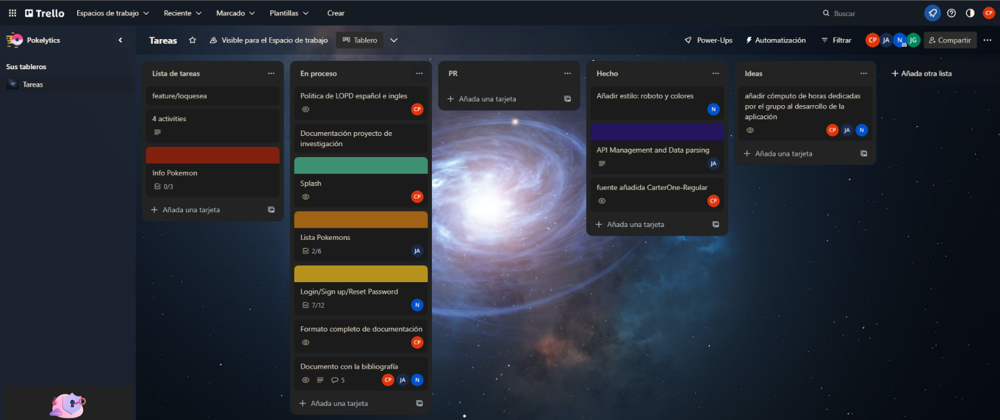 Trello
Espacios de trabajo
Reciente
Marcado
Plantillas
Crear
Buscar
CP
Pokelytics
Sus tableros
Tareas
Tareas
Visible para el Espacio de trabajo
Tablero
Power-Ups
Automatización
Filtrar
CP JA N JG
Compartir
Lista de tareas
feature/loquesea
4 activities
Info Pokemon
0/3
Añada una tarjeta
En proceso
Politica de LOPD español e ingles
CP
Documentación proyecto de
investigación
Splash
CP
Lista Pokemons
2/6
JA
Login/Sign up/Reset Password
7/12
N
Formato completo de documentación
CP
Documento con la bibliografía
5
CP JA N
Añada una tarjeta
PR
Añada una tarjeta
Hecho
Añadir estilo: roboto y colores
N
API Management and Data parsing
JA
fuente añadida CarterOne-Regular
CP
Añada una tarjeta
Ideas
añadir cómputo de horas dedicadas
por el grupo al desarrollo de la
aplicación
CP JA N
Añada una tarjeta
Añada otra lista